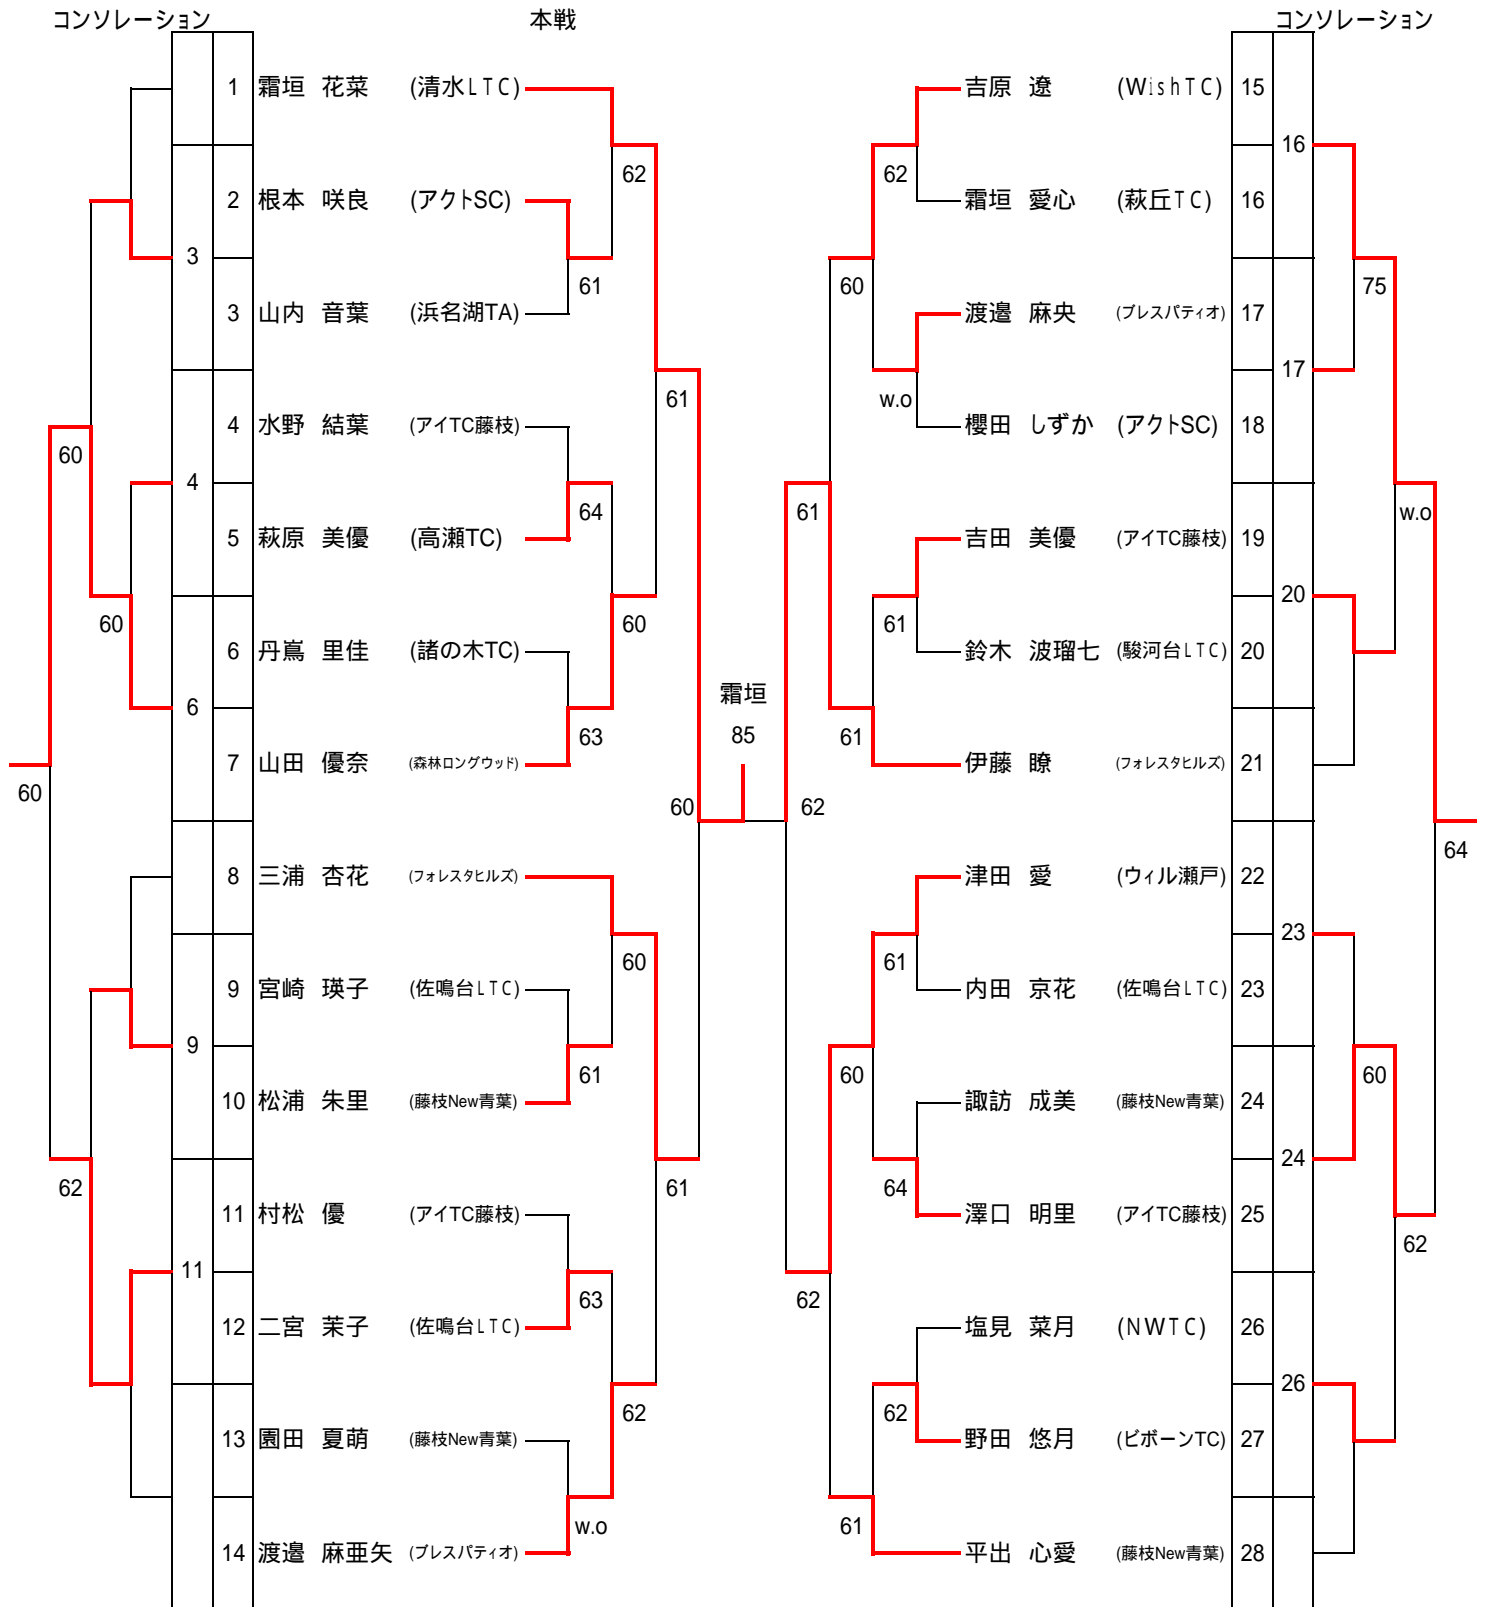 コンソレーション 本戦 コンソレーション
1 霜垣 花菜 (清水LTC)
62
2 根本 咲良 (アクトSC)
3
61
3 山内 音葉 (浜名湖TA)
61
4 水野 結葉 (アイTC藤枝)
60
4
64
5 萩原 美優 (高瀬TC)
60
60
6 丹嶌 里佳 (諸の木TC)
6
63
7 山田 優奈 (森林ロングウッド)
60
60
8 三浦 杏花 (フォレスタヒルズ)
60
9 宮崎 瑛子 (佐鳴台LTC)
9
61
10 松浦 朱里 (藤枝New青葉)
62
61
11 村松 優 (アイTC藤枝)
11
63
12 二宮 茉子 (佐鳴台LTC)
62
13 園田 夏萌 (藤枝New青葉)
w.o
14 渡邉 麻亜矢 (ブレスパティオ)
霜垣
85
吉原 遼 (WishTC) 15
16
62
霜垣 愛心 (萩丘TC) 16
60
75
渡邉 麻央 (ブレスパティオ) 17
17
w.o
櫻田 しずか (アクトSC) 18
61
w.o
吉田 美優 (アイTC藤枝) 19
20
61
鈴木 波瑠七 (駿河台LTC) 20
61
伊藤 瞭 (フォレスタヒルズ) 21
62
64
津田 愛 (ウィル瀬戸) 22
23
61
内田 京花 (佐鳴台LTC) 23
60
60
諏訪 成美 (藤枝New青葉) 24
24
64
澤口 明里 (アイTC藤枝) 25
62
62
塩見 菜月 (NWTC) 26
26
62
野田 悠月 (ビボーンTC) 27
61
平出 心愛 (藤枝New青葉) 28